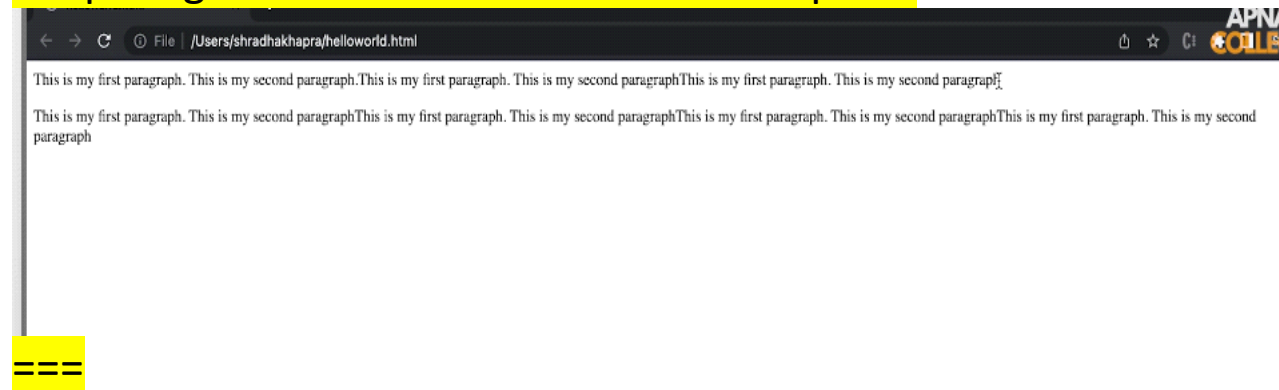 File | /Users/shradhakhapra/helloworld.html
APNA
COLLE
This is my first paragraph. This is my second paragraph.This is my first paragraph. This is my second paragraphThis is my first paragraph. This is my second paragraph
This is my first paragraph. This is my second paragraphThis is my first paragraph. This is my second paragraphThis is my first paragraph. This is my second paragraphThis is my first paragraph. This is my second
paragraph
===